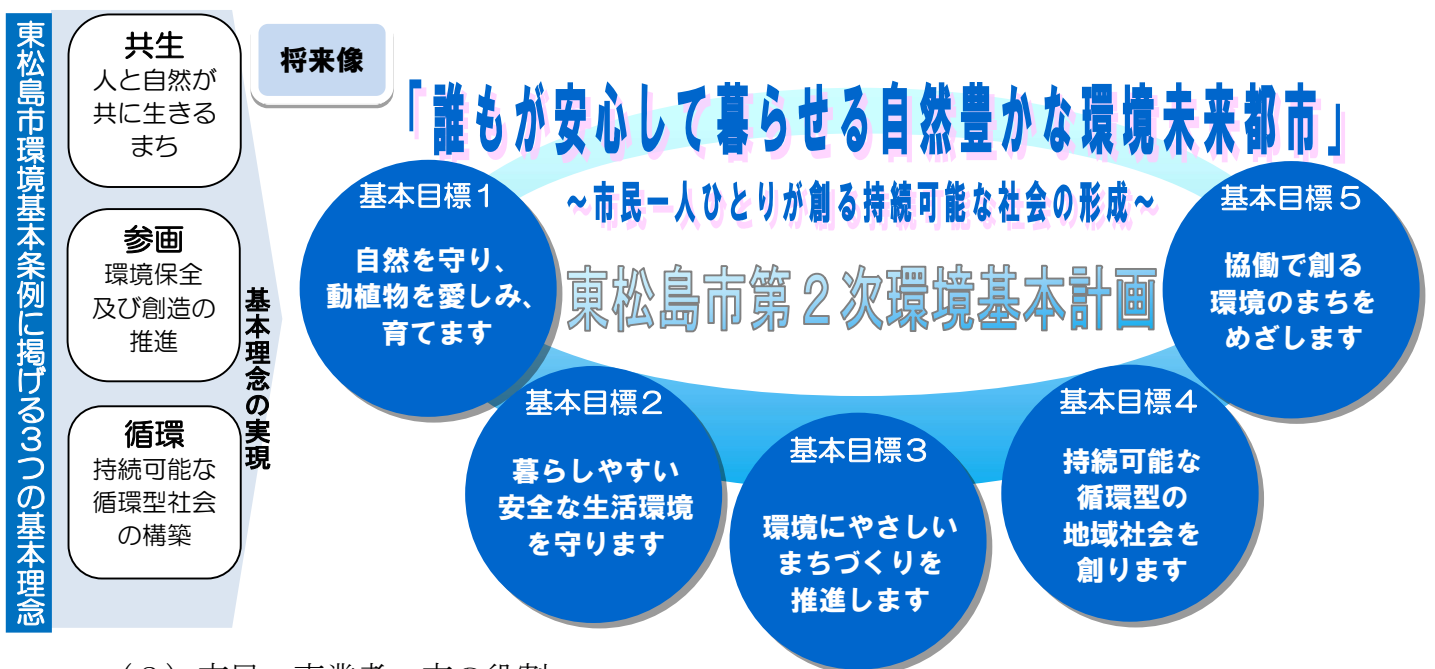 東松島市環境基本条例に掲げる3つの基本理念
共生
人と自然が
共に生きる
まち
参画
環境保全
及び創造の
推進
循環
持続可能な
循環型社会
の構築
基本理念の実現
将来像
「誰もが安心して暮らせる自然豊かな環境未来都市」
～市民一人ひとりが創る持続可能な社会の形成～
東松島市第２次環境基本計画
基本目標１
自然を守り、
動植物を愛しみ、
育てます
基本目標２
暮らしやすい
安全な生活環境
を守ります
基本目標３
環境にやさしい
まちづくりを
推進します
基本目標４
持続可能な
循環型の
地域社会を
創ります
基本目標５
協働で創る
環境のまちを
めざします